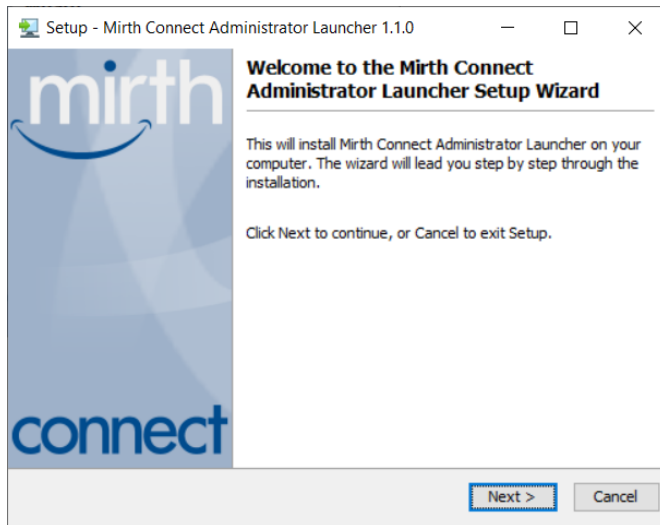 Setup - Mirth Connect Administrator Launcher 1.1.0
mirth
connect
Welcome to the Mirth Connect
Administrator Launcher Setup Wizard
This will install Mirth Connect Administrator Launcher on your
computer. The wizard will lead you step by step through the
installation.
Click Next to continue, or Cancel to exit Setup.
Next >
Cancel